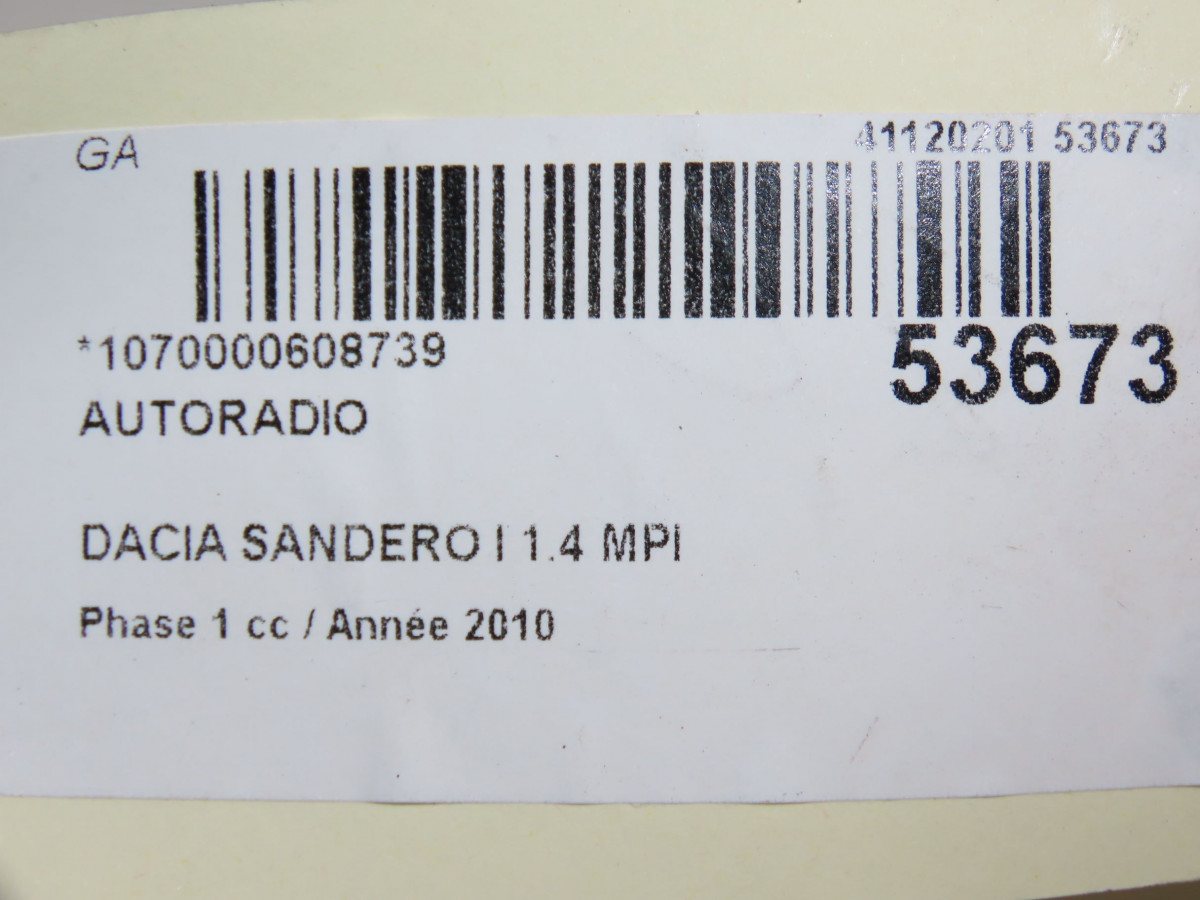 GA
41120201 53673
*1070000608739
53673
AUTORADIO
DACIA SANDERO I 1.4 MPI
Phase 1 cc / Année 2010